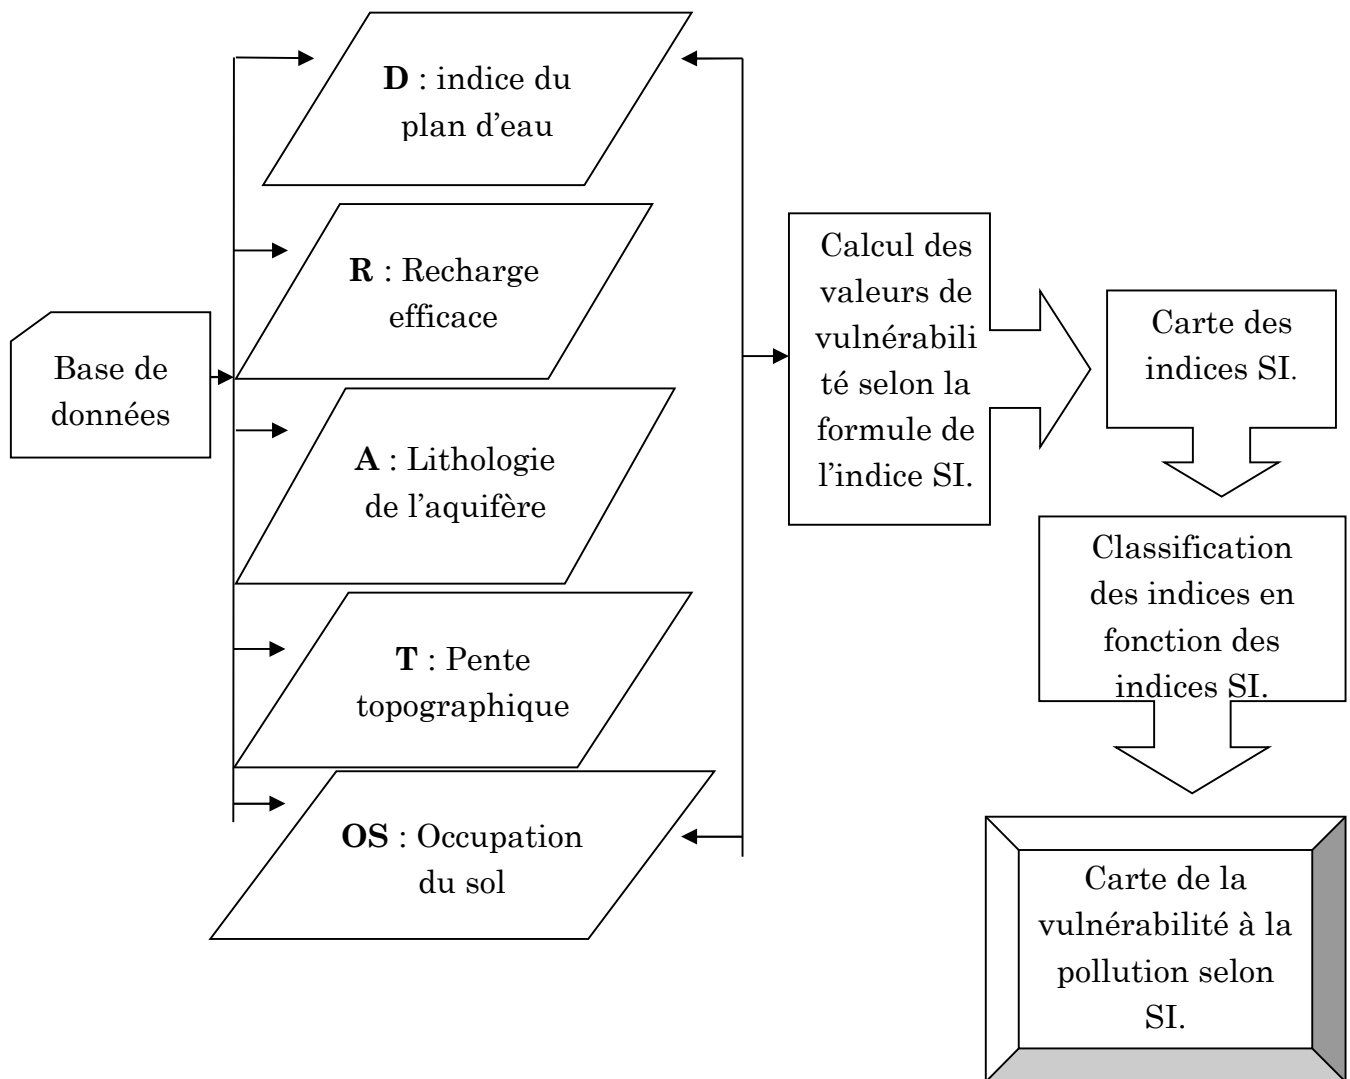 D : indice du
plan d'eau
R : Recharge
efficace
Base de
données
A : Lithologie
de l'aquifère
T : Pente
topographique
OS : Occupation
du sol
Calcul des
valeurs de
vulnérabili
té selon la
formule de
l'indice SI.
Carte des
indices SI.
Classification
des indices en
fonction des
indices SI.
Carte de la
vulnérabilité à la
pollution selon
SI.